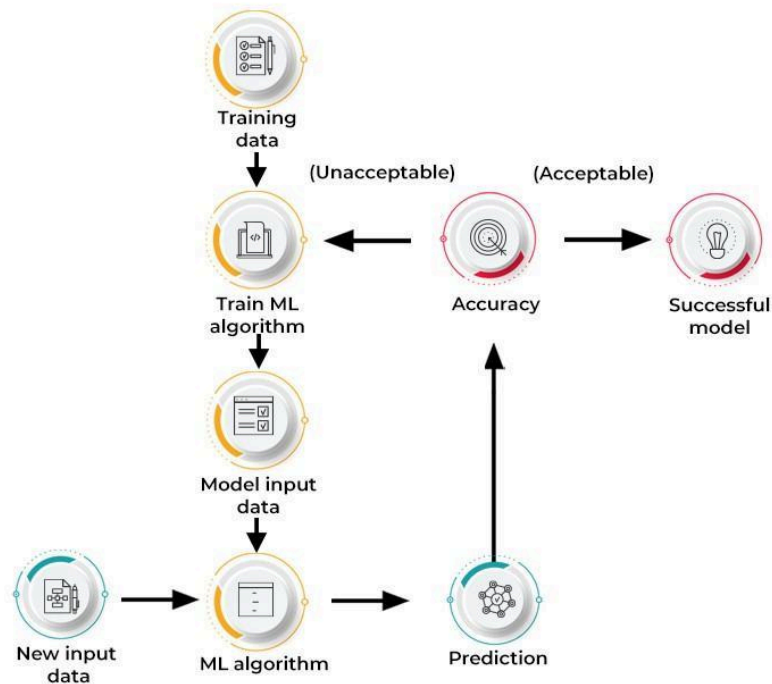 Training
data
(Unacceptable)
(Acceptable)
Train ML
algorithm
Accuracy
Successful
model
Model input
data
New input
data
ML algorithm
Prediction